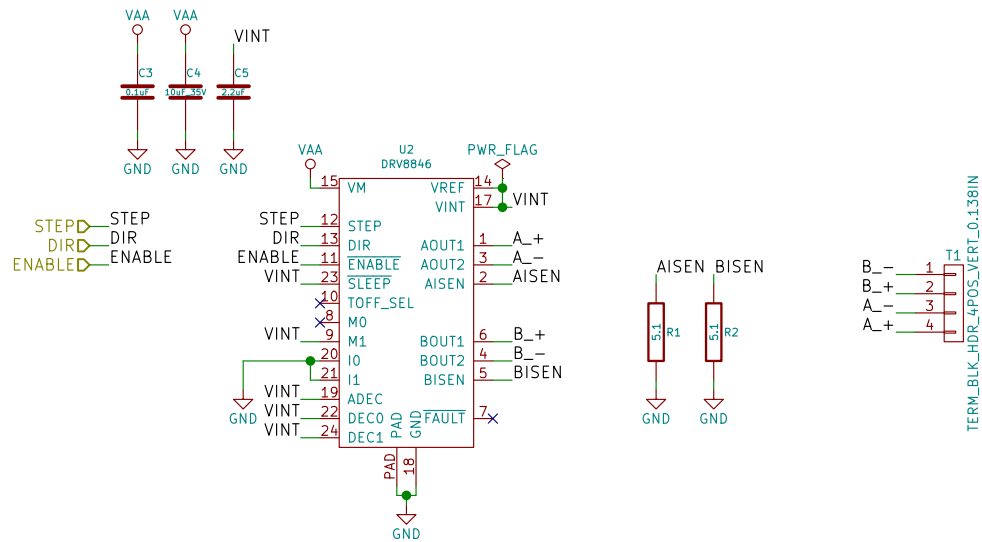 VAA
VAA
VINT
C3
0.1uF
C4
10uF_35V
C5
2.2uF
GND
GND
GND
STEP
STEP
DIR
DIR
ENABLE
ENABLE
U2
DRV8846
VAA
15
VM
STEP
12
STEP
DIR
13
DIR
ENABLE
11
ENABLE
VINT
23
SLEEP
10
TOFF_SEL
8
M0
VINT
9
M1
20
I0
21
I1
GND
VINT
19
ADEC
VINT
22
DEC0
VINT
24
DEC1
PWR_FLAG
VREF
14
VINT
17
VINT
AOUT1
1
A_+
AOUT2
3
A_-
AISEN
2
AISEN
BOUT1
6
B_+
BOUT2
4
B_-
BISEN
5
BISEN
FAULT
7
PAD
GND
PAD
18
GND
AISEN
BISEN
5.1
R1
5.1
R2
GND
GND
T1
B_-
1
B_+
2
A_-
3
A_+
4
TERM_BLK_HDR_4POS_VERT_0.138IN